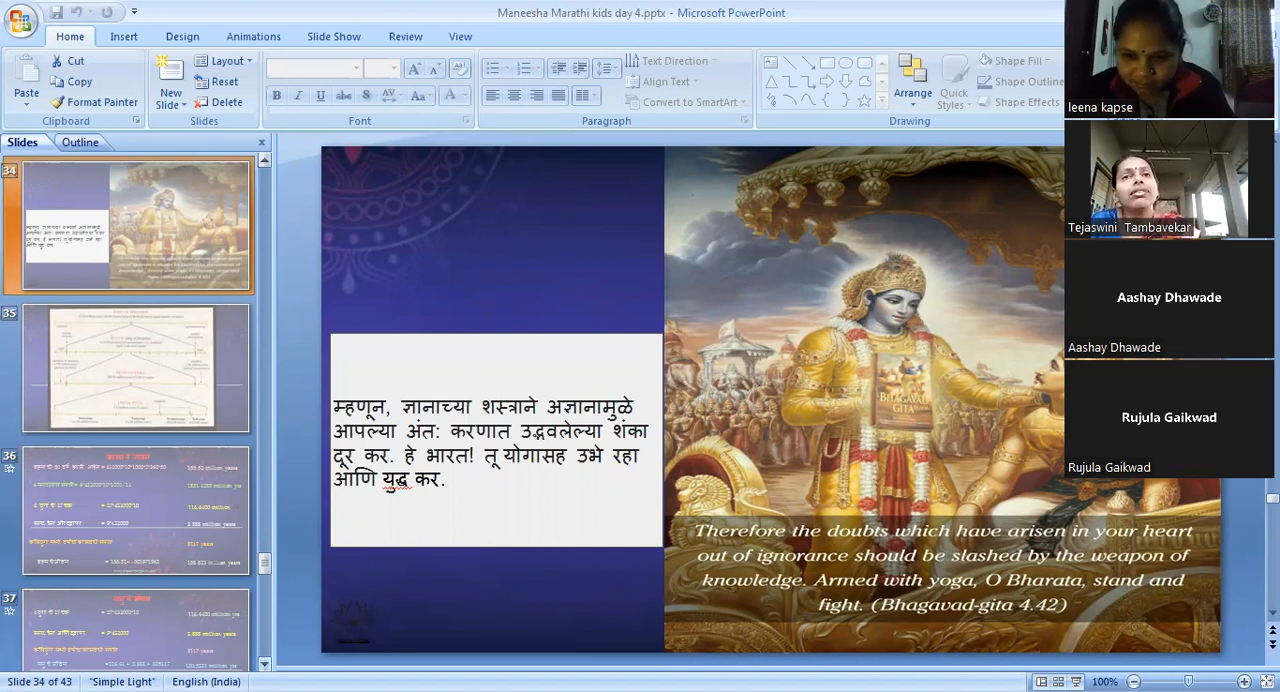 Maneesha Marathi kids day 4.pptx - Microsoft PowerPoint
Home Insert Design Animations Slide Show Review View
Paste
Cut
Copy
Format Painter
Clipboard
New Slide
Layout
Reset
Delete
Slides
B I U abc S AV Aa A
Font
Text Direction
Align Text
Convert to SmartArt
Paragraph
Arrange
Quick Styles
Shape Fill
Shape Outline
Shape Effects
Drawing
Slides Outline
34
35
36
37
म्हणून, ज्ञानाच्या शस्त्राने अज्ञानामुळे
आपल्या अंत: करणात उद्भवलेल्या शंका
दूर कर. हे भारत! तू योगासह उभे रहा
आणि युद्ध कर.
BHAGAVAD
GITA
Therefore the doubts which have arisen in your heart
out of ignorance should be slashed by the weapon of
knowledge. Armed with yoga, O Bharata, stand and
fight. (Bhagavad-gita 4.42)
leena kapse
Tejaswini Tambavekar
Aashay Dhawade
Aashay Dhawade
Rujula Gaikwad
Rujula Gaikwad
Slide 34 of 43 "Simple Light" English (India) 100%